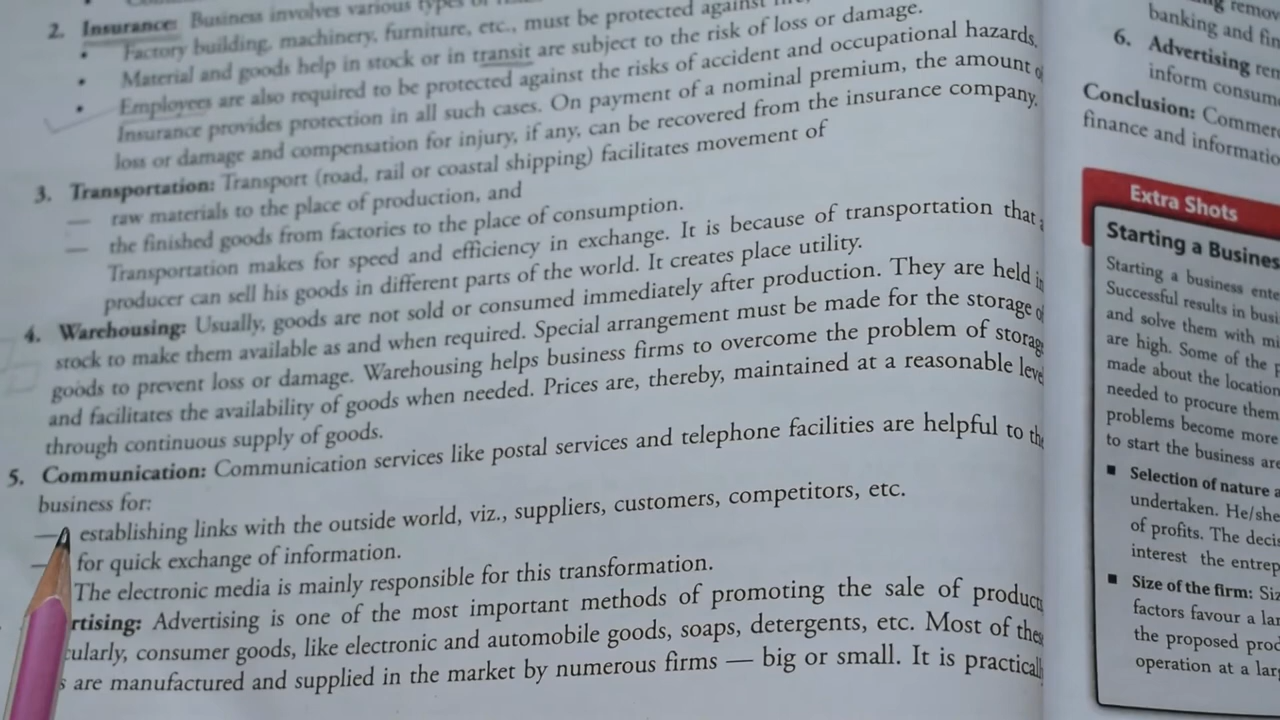 2. Insurance: Business involves various types of
• Factory building, machinery, furniture, etc., must be protected against
• Material and goods help in stock or in transit are subject to the risk of loss or damage.
• Employees are also required to be protected against the risks of accident and occupational hazards.
Insurance provides protection in all such cases. On payment of a nominal premium, the amount
loss or damage and compensation for injury, if any, can be recovered from the insurance company.
3. Transportation: Transport (road, rail or coastal shipping) facilitates movement of
— raw materials to the place of production, and
— the finished goods from factories to the place of consumption.
Transportation makes for speed and efficiency in exchange. It is because of transportation that
producer can sell his goods in different parts of the world. It creates place utility.
4. Warehousing: Usually, goods are not sold or consumed immediately after production. They are held in
stock to make them available as and when required. Special arrangement must be made for the storage
goods to prevent loss or damage. Warehousing helps business firms to overcome the problem of storag
and facilitates the availability of goods when needed. Prices are, thereby, maintained at a reasonable leve
through continuous supply of goods.
5. Communication: Communication services like postal services and telephone facilities are helpful to th
business for:
— establishing links with the outside world, viz., suppliers, customers, competitors, etc.
— for quick exchange of information.
The electronic media is mainly responsible for this transformation.
rtising: Advertising is one of the most important methods of promoting the sale of product
cularly, consumer goods, like electronic and automobile goods, soaps, detergents, etc. Most of thes
s are manufactured and supplied in the market by numerous firms — big or small. It is practicall
remov
banking and fin
6. Advertising rem
inform consum
Conclusion: Commer
finance and informatio
Extra Shots
Starting a Busines
Starting a business ente
Successful results in busi
and solve them with mi
are high. Some of the p
made about the location
needed to procure them
problems become more
to start the business are
■ Selection of nature a
undertaken. He/she
of profits. The decis
interest the entrep
■ Size of the firm: Siz
factors favour a lar
the proposed prod
operation at a larg